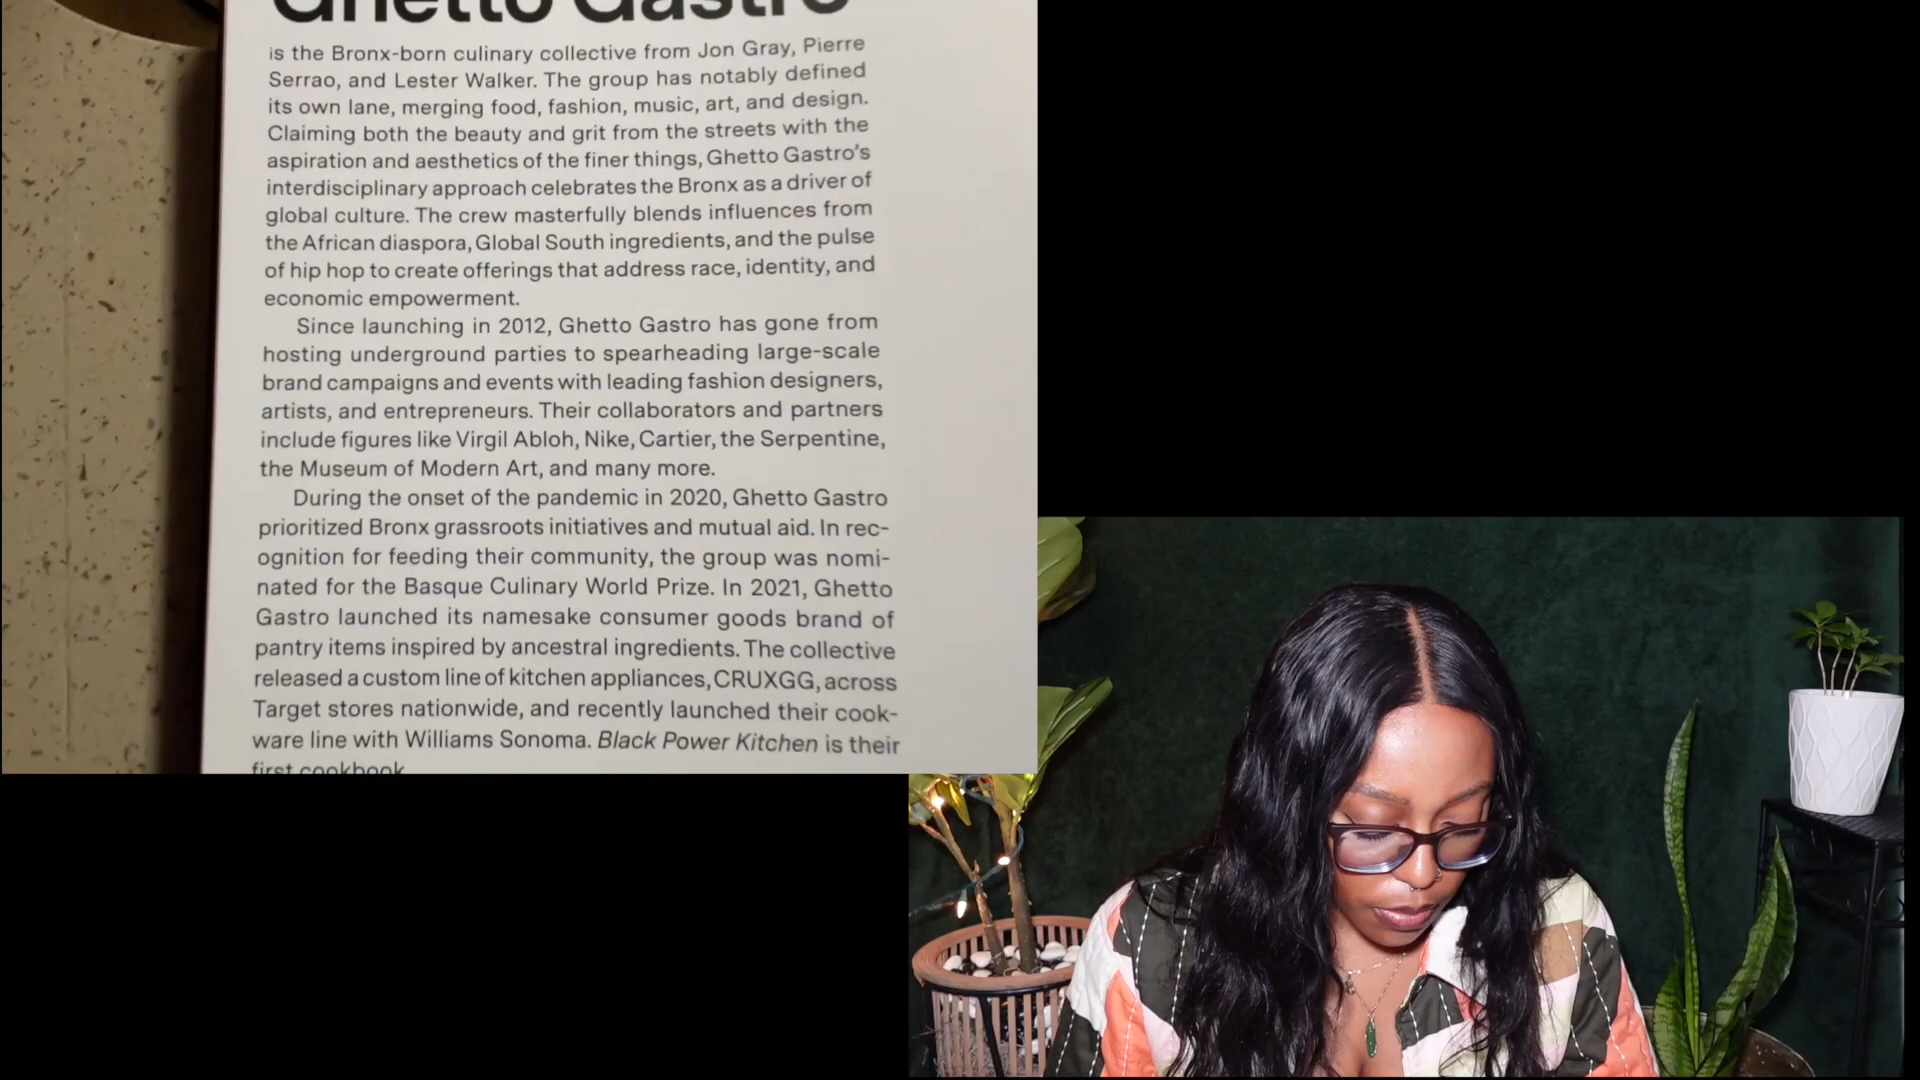 Ghetto Gastro
is the Bronx-born culinary collective from Jon Gray, Pierre
Serrao, and Lester Walker. The group has notably defined
its own lane, merging food, fashion, music, art, and design.
Claiming both the beauty and grit from the streets with the
aspiration and aesthetics of the finer things, Ghetto Gastro’s
interdisciplinary approach celebrates the Bronx as a driver of
global culture. The crew masterfully blends influences from
the African diaspora, Global South ingredients, and the pulse
of hip hop to create offerings that address race, identity, and
economic empowerment.
Since launching in 2012, Ghetto Gastro has gone from
hosting underground parties to spearheading large-scale
brand campaigns and events with leading fashion designers,
artists, and entrepreneurs. Their collaborators and partners
include figures like Virgil Abloh, Nike, Cartier, the Serpentine,
the Museum of Modern Art, and many more.
During the onset of the pandemic in 2020, Ghetto Gastro
prioritized Bronx grassroots initiatives and mutual aid. In rec-
ognition for feeding their community, the group was nomi-
nated for the Basque Culinary World Prize. In 2021, Ghetto
Gastro launched its namesake consumer goods brand of
pantry items inspired by ancestral ingredients. The collective
released a custom line of kitchen appliances, CRUXGG, across
Target stores nationwide, and recently launched their cook-
ware line with Williams Sonoma. Black Power Kitchen is their
first cookbook